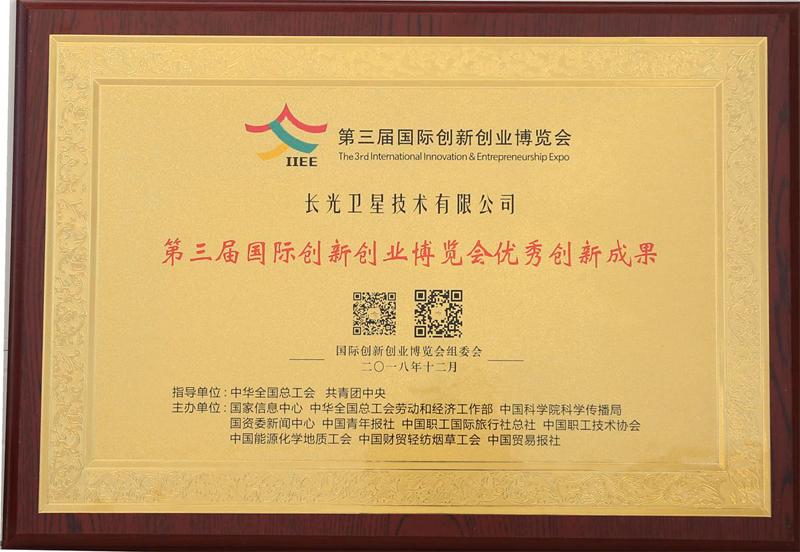 IIEE
第三届国际创新创业博览会
The 3rd International Innovation & Entrepreneurship Expo
长光卫星技术有限公司
第三届国际创新创业博览会优秀创新成果
国际创新创业博览会组委会
二〇一八年十二月
指导单位：中华全国总工会 共青团中央
主办单位：国家信息中心 中华全国总工会劳动和经济工作部 中国科学院科学传播局
国资委新闻中心 中国青年报社 中国职工国际旅行社总社 中国职工技术协会
中国能源化学地质工会 中国财贸轻纺烟草工会 中国贸易报社